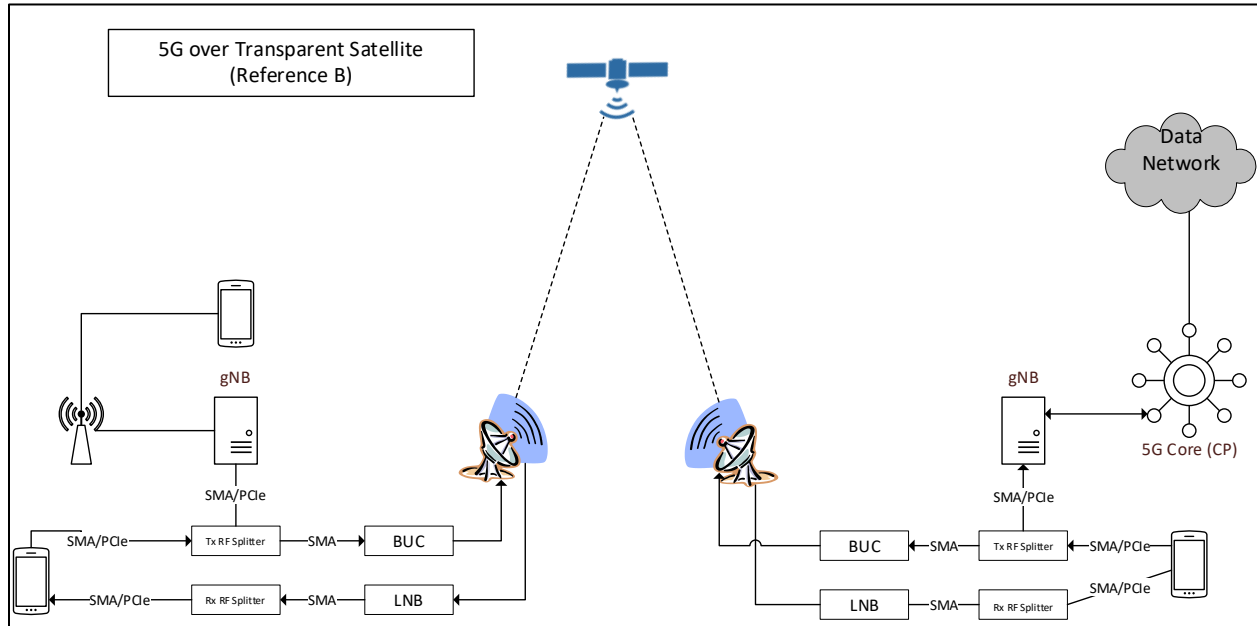 5G over Transparent Satellite
(Reference B)
Data
Network
gNB
gNB
5G Core (CP)
SMA/PCIe
SMA/PCIe
SMA/PCIe
Tx RF Splitter
SMA
BUC
BUC
SMA
Tx RF Splitter
SMA/PCIe
SMA/PCIe
Rx RF Splitter
SMA
LNB
LNB
SMA
Rx RF Splitter
SMA/PCIe